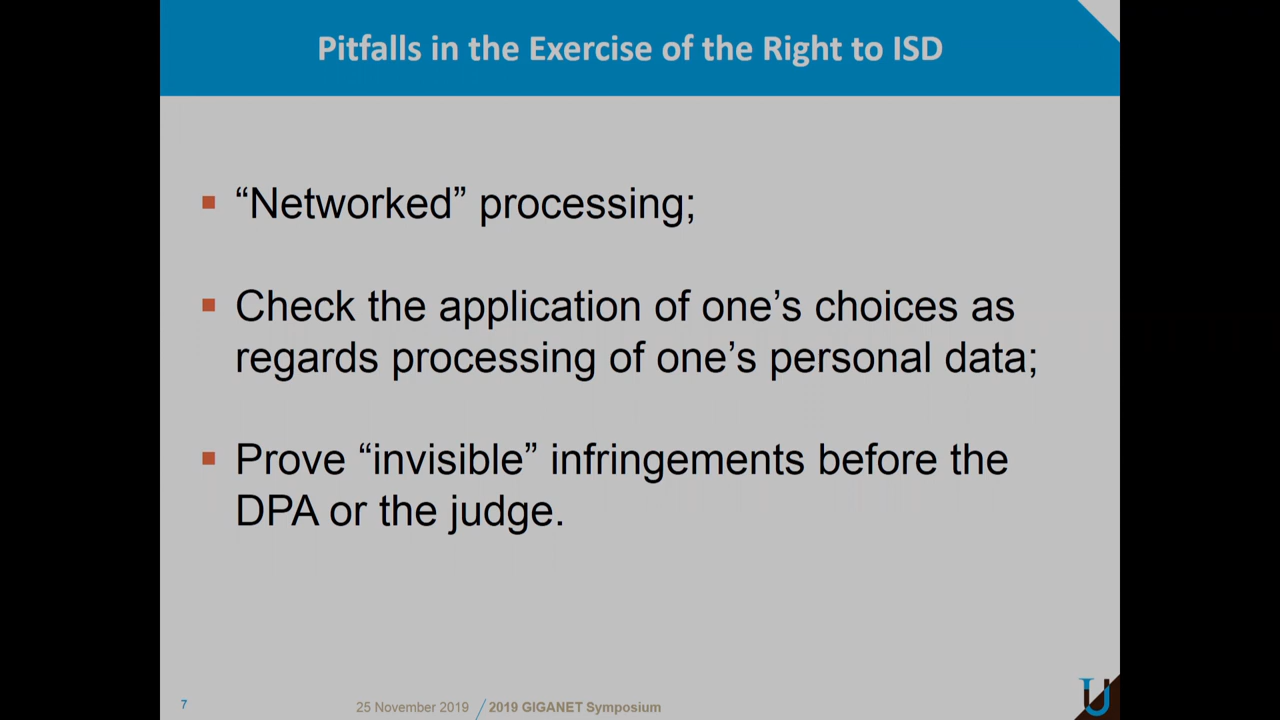 Pitfalls in the Exercise of the Right to ISD
“Networked” processing;
Check the application of one’s choices as
regards processing of one’s personal data;
Prove “invisible” infringements before the
DPA or the judge.
7
25 November 2019
2019 GIGANET Symposium
U